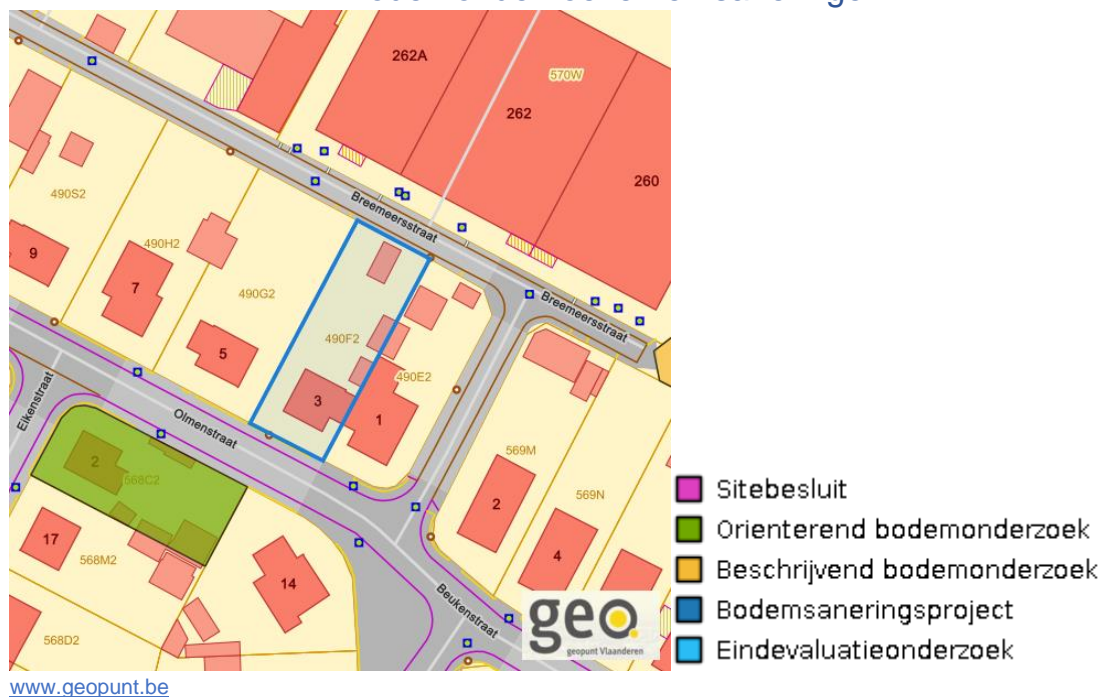 262A
570W
262
260
Breemeersstraat
490S2
9
490H2
7
490G2
5
490F2
3
490E2
1
Breemeersstraat
Eikenstraat
Olmenstraat
2
568C2
569M
2
569N
4
17
568M2
14
568D2
Beukenstraat
geo.
geopunt Vlaanderen
Sitebesluit
Orienterend bodemonderzoek
Beschrijvend bodemonderzoek
Bodemsaneringsproject
Eindevaluatieonderzoek
www.geopunt.be